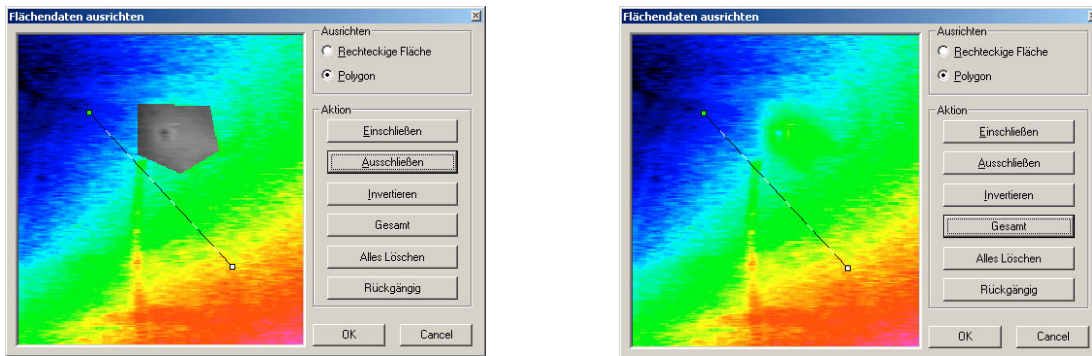 Flächendaten ausrichten
Ausrichten
Rechteckige Fläche
Polygon
Aktion
Einschließen
Ausschließen
Invertieren
Gesamt
Alles Löschen
Rückgängig
OK
Cancel
Flächendaten ausrichten
Ausrichten
Rechteckige Fläche
Polygon
Aktion
Einschließen
Ausschließen
Invertieren
Gesamt
Alles Löschen
Rückgängig
OK
Cancel